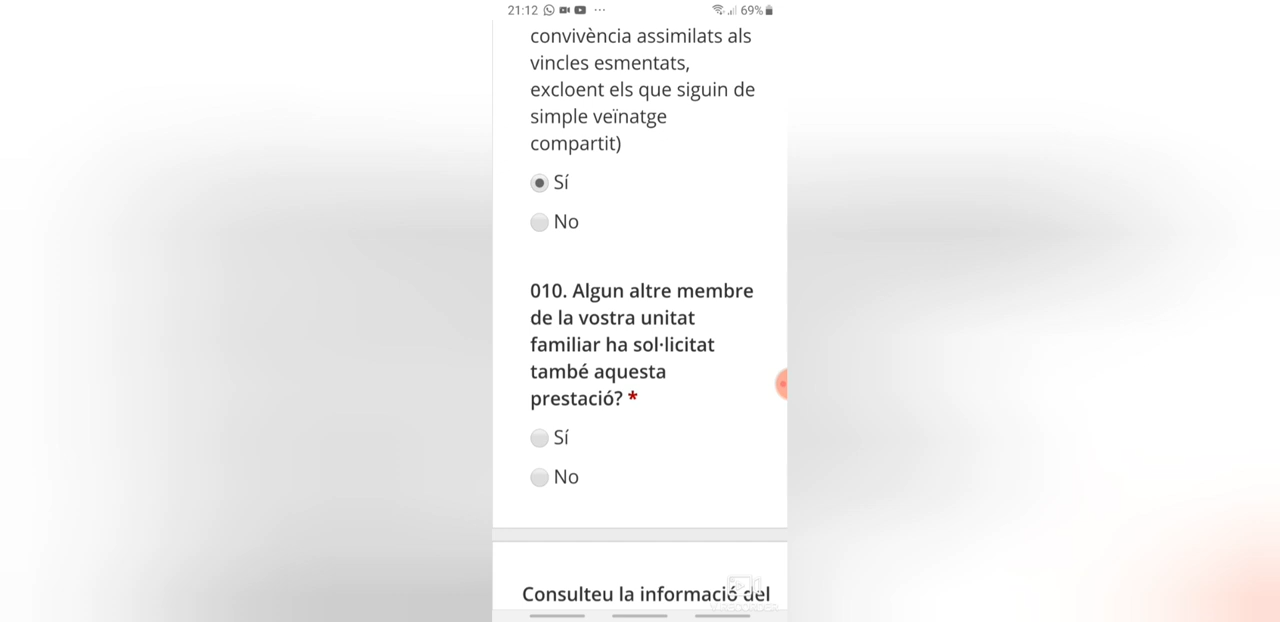 21:12 69%
convivència assimilats als
vincles esmentats,
excloent els que siguin de
simple veïnatge
compartit)
Sí
No
010. Algun altre membre
de la vostra unitat
familiar ha sol·licitat
també aquesta
prestació? *
Sí
No
Consulteu la informació del